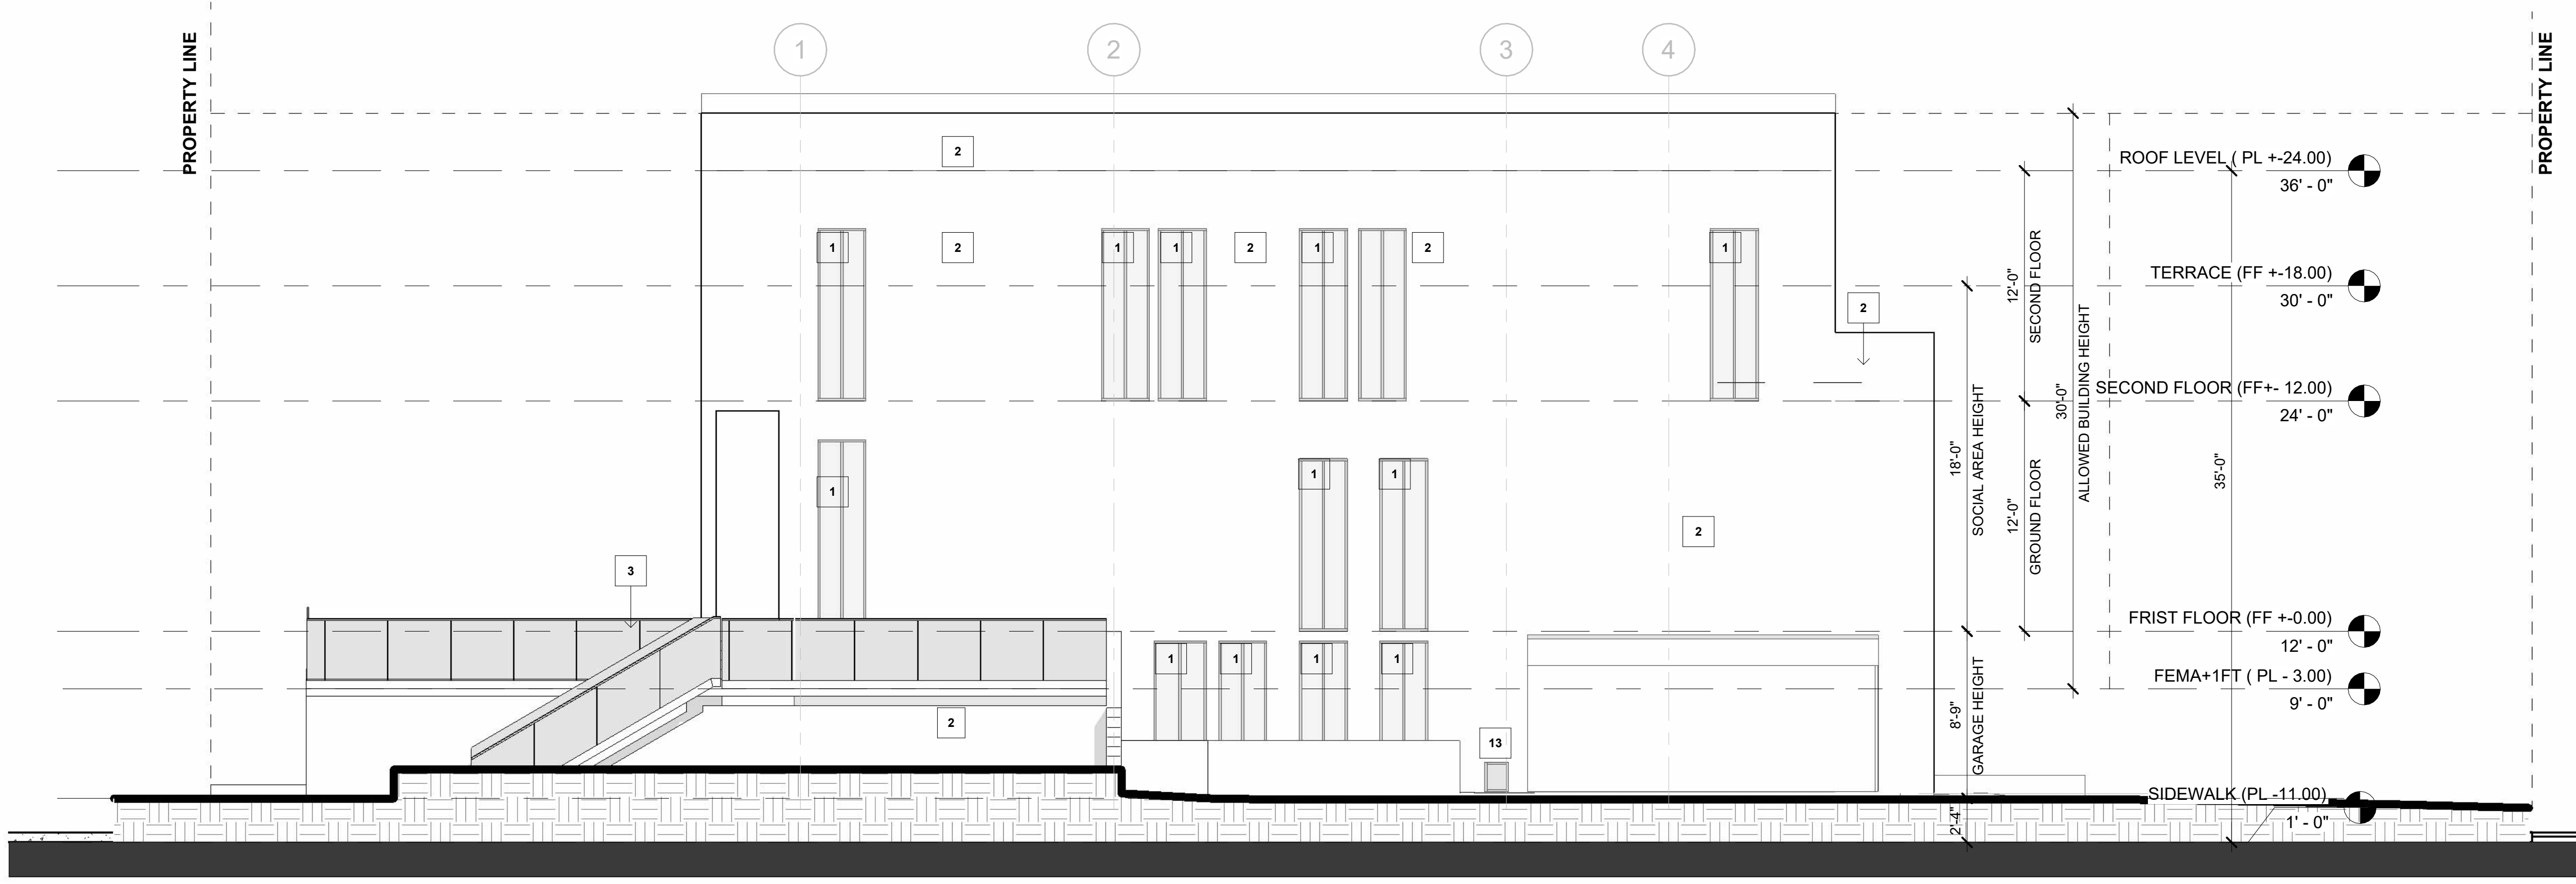 PROPERTY LINE
1
2
3
4
PROPERTY LINE
2
ROOF LEVEL ( PL +-24.00)
36' - 0"
1
2
1
1
2
1
2
1
TERRACE (FF +-18.00)
30' - 0"
2
12'-0"
SECOND FLOOR
SECOND FLOOR (FF+- 12.00)
24' - 0"
30'-0"
ALLOWED BUILDING HEIGHT
18'-0"
SOCIAL AREA HEIGHT
35'-0"
1
1
1
12'-0"
GROUND FLOOR
2
3
FRIST FLOOR (FF +-0.00)
12' - 0"
1
1
1
1
FEMA+1FT ( PL - 3.00)
9' - 0"
2
13
8'-9"
GARAGE HEIGHT
SIDEWALK (PL -11.00)
1' - 0"
2'-4"